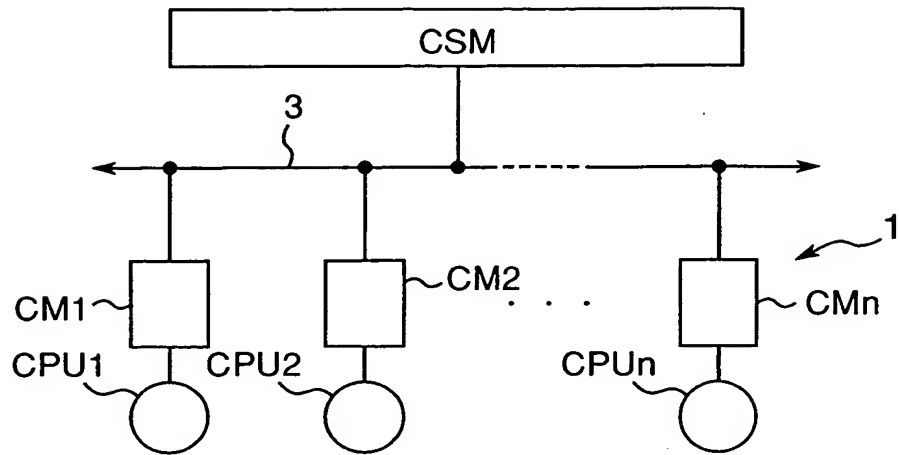 CSM
3
1
CM1
CM2
. . .
CMn
CPU1
CPU2
CPUn